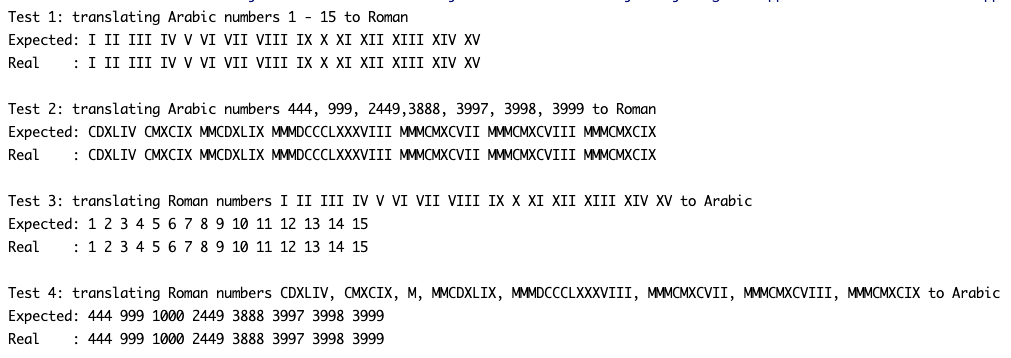 Test 1: translating Arabic numbers 1 - 15 to Roman
Expected: I II III IV V VI VII VIII IX X XI XII XIII XIV XV
Real    : I II III IV V VI VII VIII IX X XI XII XIII XIV XV
Test 2: translating Arabic numbers 444, 999, 2449,3888, 3997, 3998, 3999 to Roman
Expected: CDXLIV CMXCIX MMCDXLIX MMMDCCCLXXXVIII MMMCMXCVII MMMCMXCVIII MMMCMXCIX
Real    : CDXLIV CMXCIX MMCDXLIX MMMDCCCLXXXVIII MMMCMXCVII MMMCMXCVIII MMMCMXCIX
Test 3: translating Roman numbers I II III IV V VI VII VIII IX X XI XII XIII XIV XV to Arabic
Expected: 1 2 3 4 5 6 7 8 9 10 11 12 13 14 15
Real    : 1 2 3 4 5 6 7 8 9 10 11 12 13 14 15
Test 4: translating Roman numbers CDXLIV, CMXCIX, M, MMCDXLIX, MMMDCCCLXXXVIII, MMMCMXCVII, MMMCMXCVIII, MMMCMXCIX to Arabic
Expected: 444 999 1000 2449 3888 3997 3998 3999
Real    : 444 999 1000 2449 3888 3997 3998 3999